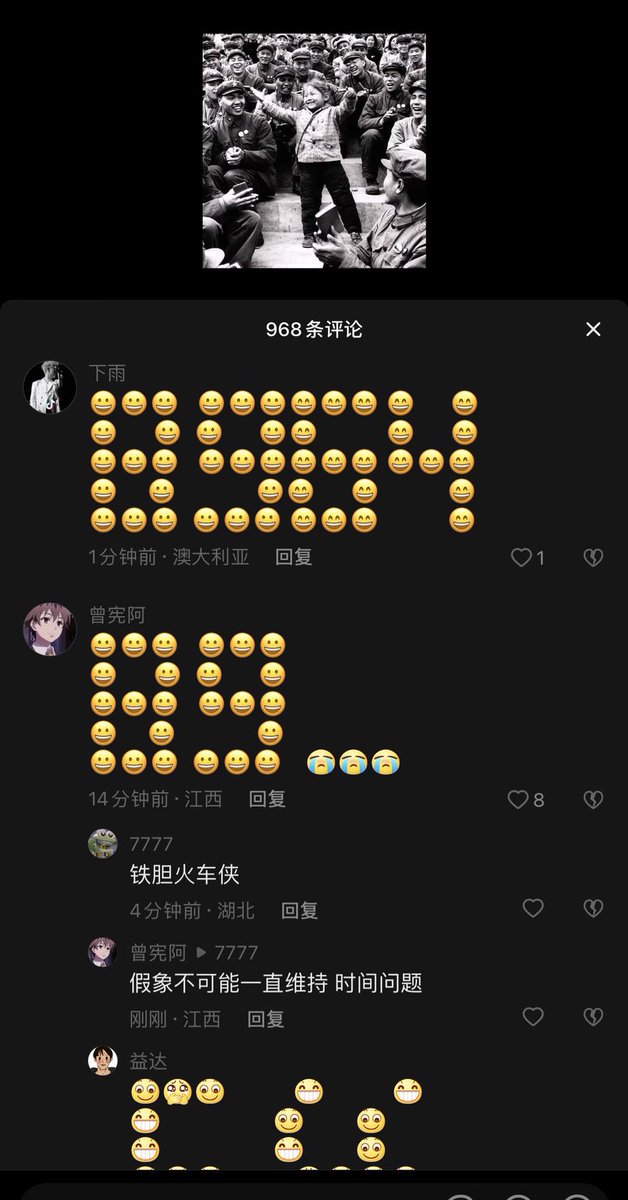 968条评论
下雨
8964
1分钟前·澳大利亚 回复 1
曾宪阿
89 😭😭😭
14分钟前·江西 回复 8
7777
铁胆火车侠
4分钟前·湖北 回复
曾宪阿 ▶ 7777
假象不可能一直维持 时间问题
刚刚·江西 回复
益达